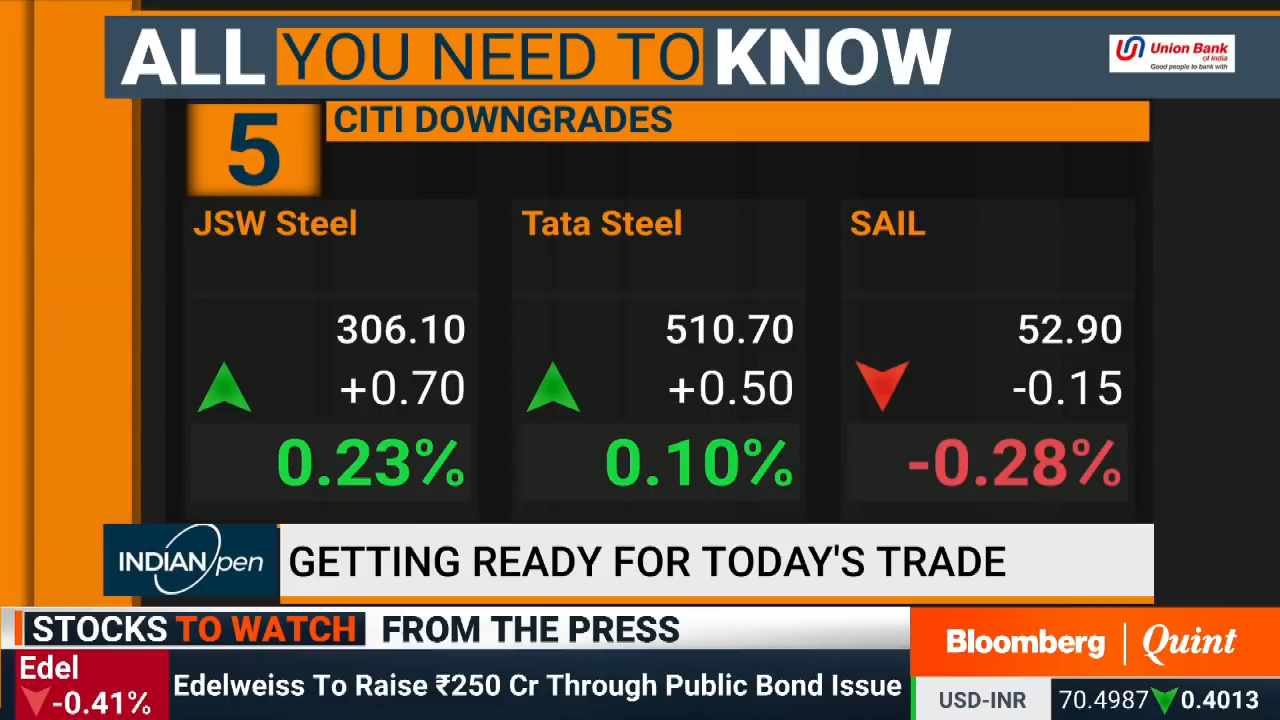 ALL YOU NEED TO KNOW
Union Bank
of India
Good people to bank with
5
CITI DOWNGRADES
JSW Steel
306.10
+0.70
0.23%
Tata Steel
510.70
+0.50
0.10%
SAIL
52.90
-0.15
-0.28%
INDIAN Open
GETTING READY FOR TODAY'S TRADE
STOCKS TO WATCH FROM THE PRESS
Bloomberg | Quint
Edel
-0.41%
Edelweiss To Raise ₹250 Cr Through Public Bond Issue
USD-INR 70.4987 0.4013